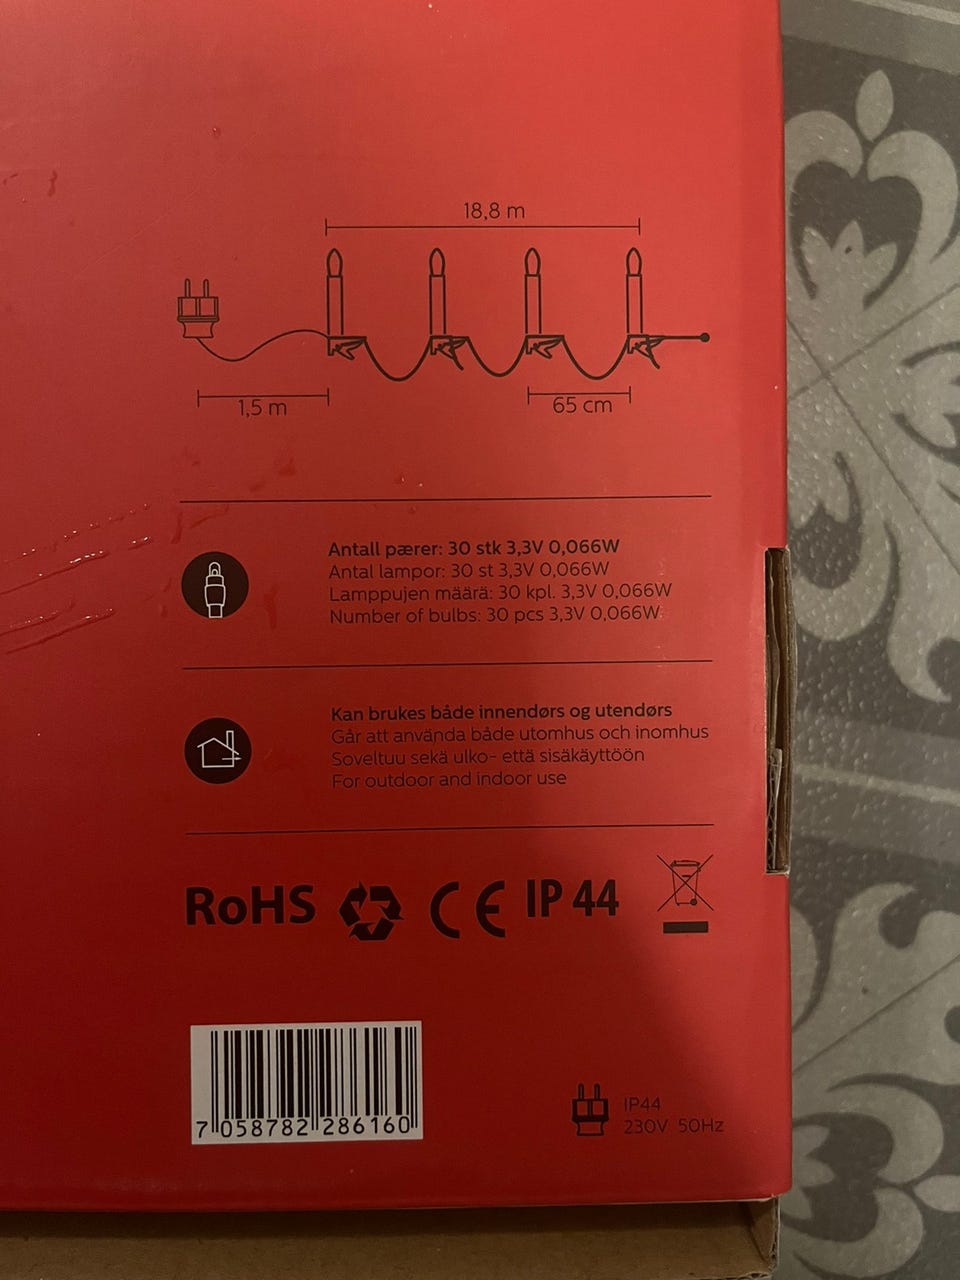 18,8 m
1,5 m
65 cm
Antall pærer: 30 stk 3,3V 0,066W
Antal lampor: 30 st 3,3V 0,066W
Lamppujen määrä: 30 kpl. 3,3V 0,066W
Number of bulbs: 30 pcs 3,3V 0,066W
Kan brukes både innendørs og utendørs
Går att använda både utomhus och inomhus
Soveltuu sekä ulko- että sisäkäyttöön
For outdoor and indoor use
RoHS CE IP 44
7 058782 286160
IP44
230V 50Hz